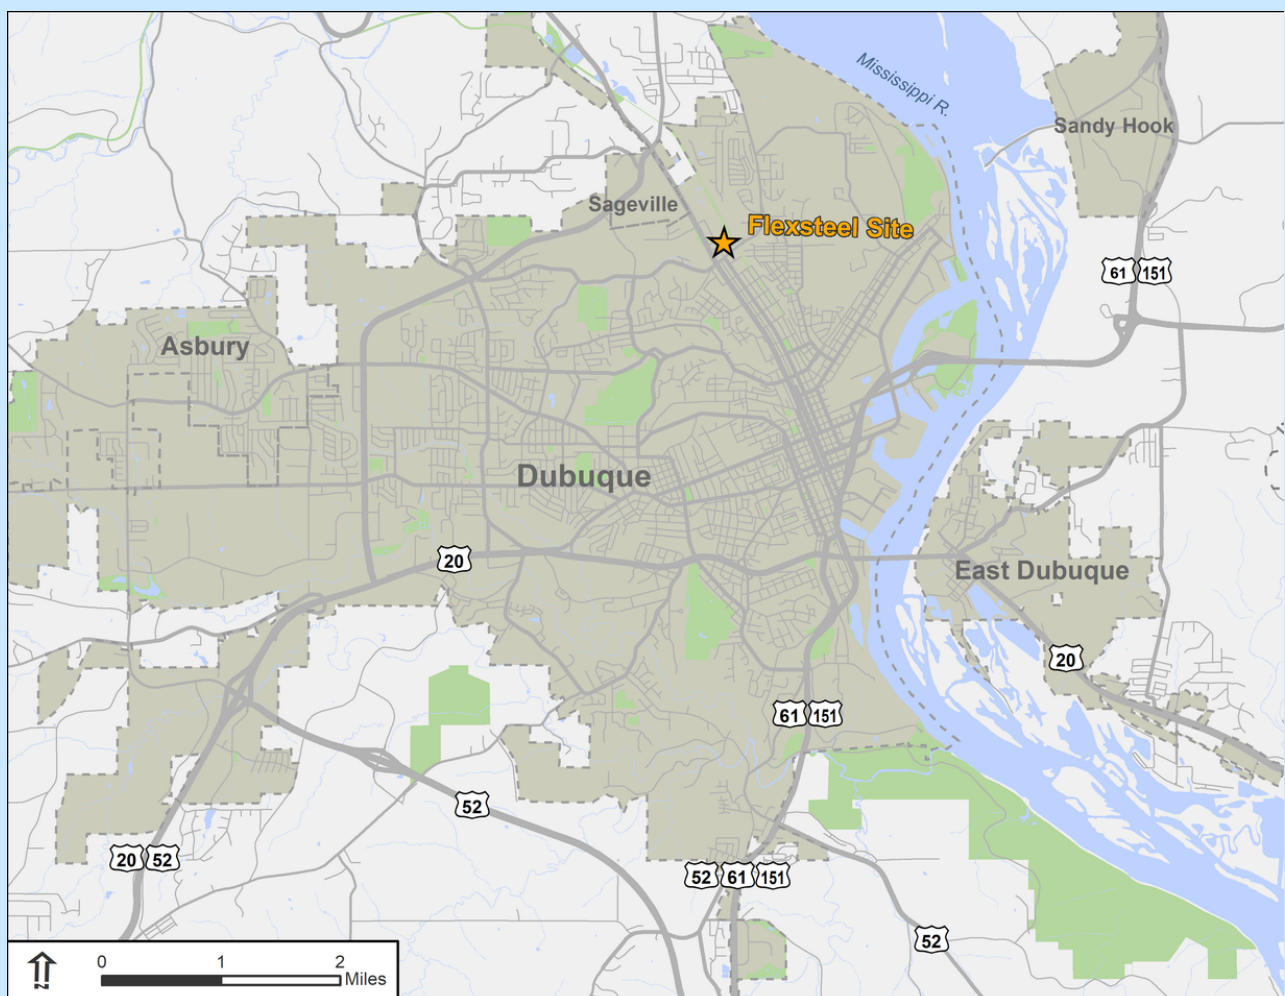 Mississippi R.
Sandy Hook
Sageville
Flexsteel Site
61 151
Asbury
Dubuque
20
East Dubuque
20
61 151
52
20 52
52 61 151
52
N
0 1 2
Miles